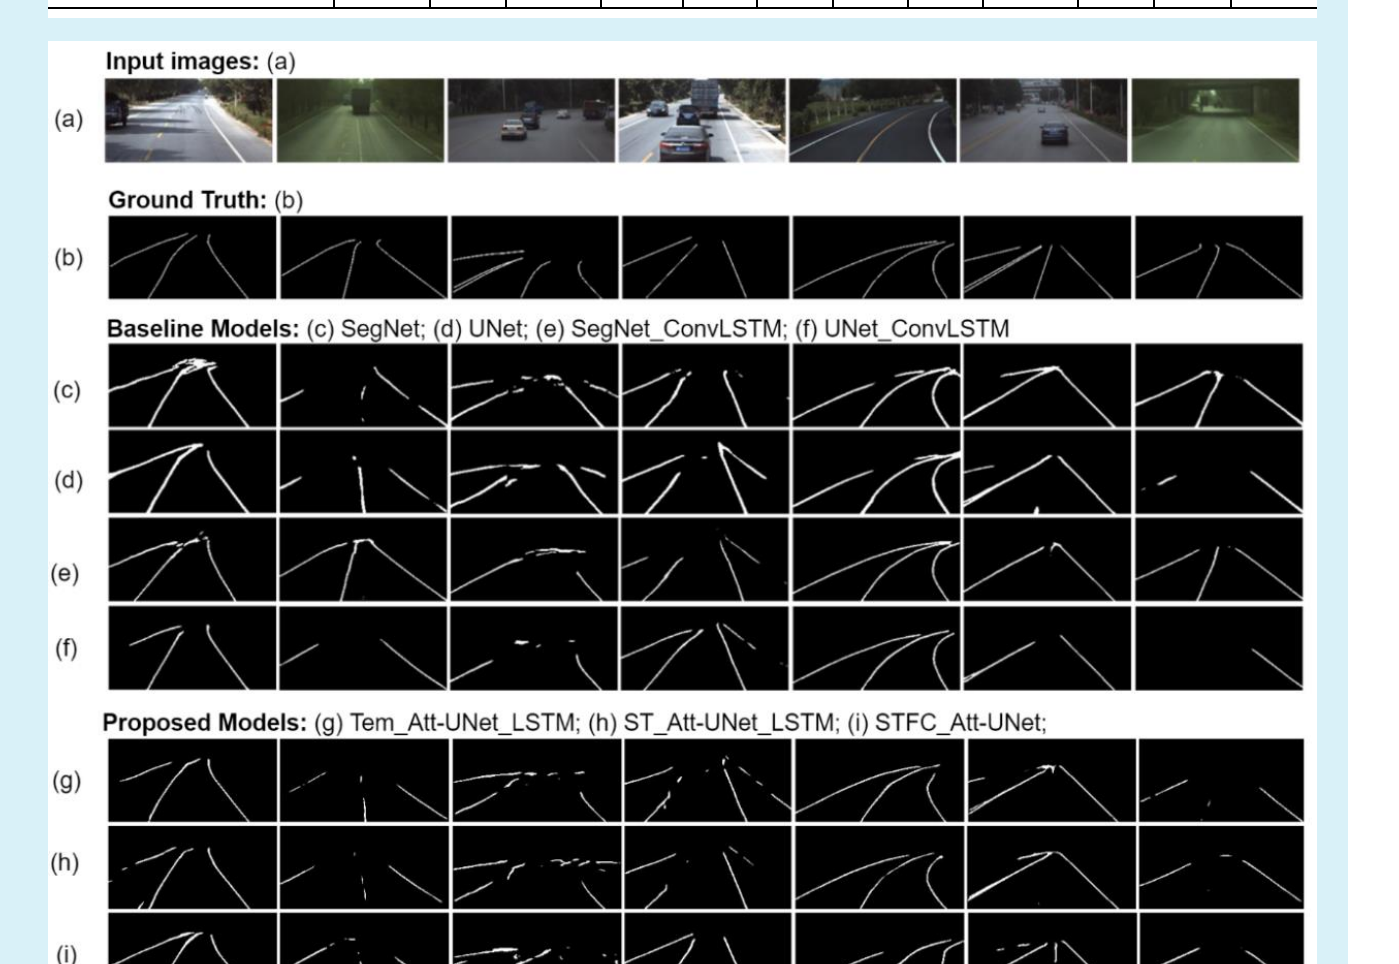 Input images: (a)
(a)
Ground Truth: (b)
(b)
Baseline Models: (c) SegNet; (d) UNet; (e) SegNet_ConvLSTM; (f) UNet_ConvLSTM
(c)
(d)
(e)
(f)
Proposed Models: (g) Tem_Att-UNet_LSTM; (h) ST_Att-UNet_LSTM; (i) STFC_Att-UNet;
(g)
(h)
(i)